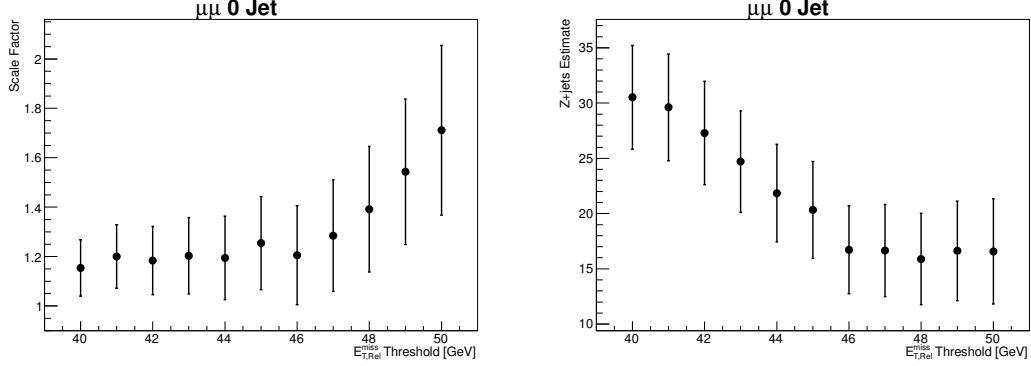 μμ 0 Jet
Scale Factor
2
1.8
1.6
1.4
1.2
1
40 42 44 46 48 50
E_{T,Rel}^{miss} Threshold [GeV]
μμ 0 Jet
Z+jets Estimate
35
30
25
20
15
10
40 42 44 46 48 50
E_{T,Rel}^{miss} Threshold [GeV]